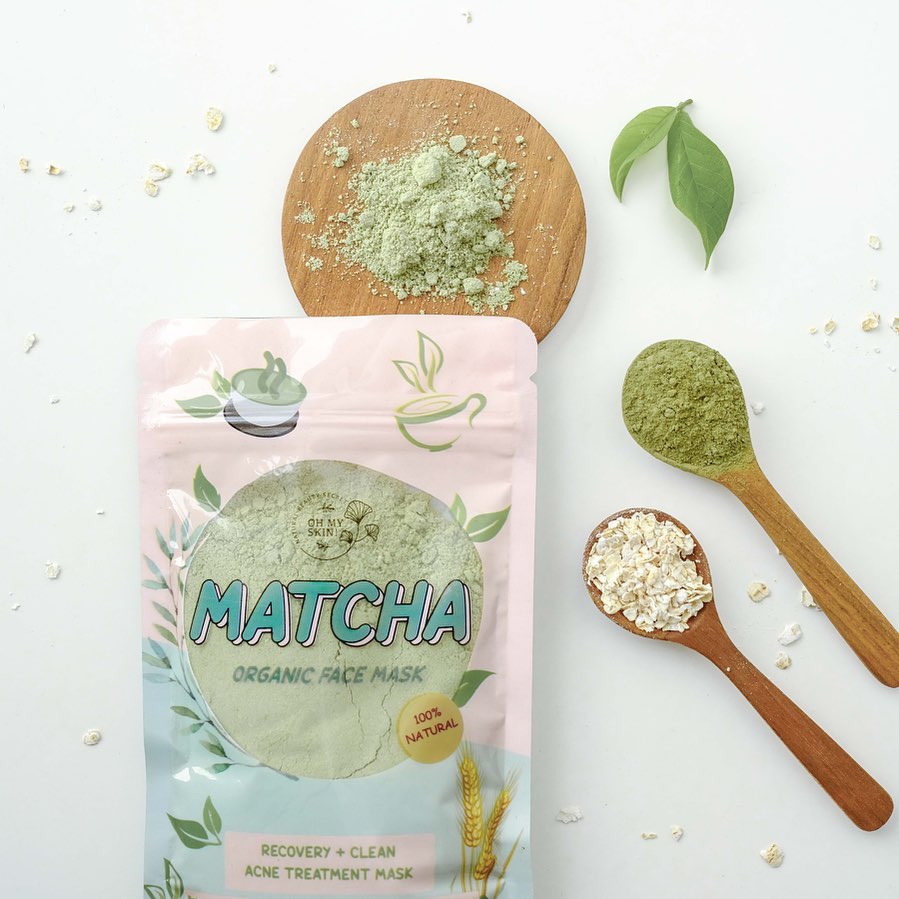 OH MY
SKIN!
MATCHA
ORGANIC FACE MASK
100%
NATURAL
RECOVERY + CLEAN
ACNE TREATMENT MASK